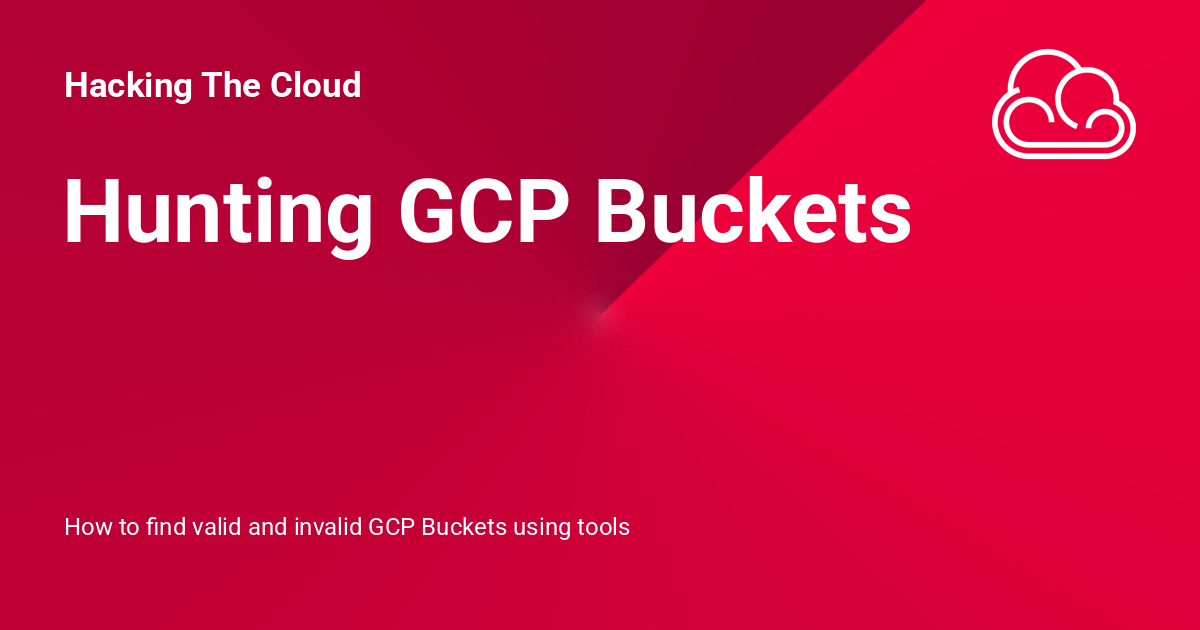 Hacking The Cloud
Hunting GCP Buckets
How to find valid and invalid GCP Buckets using tools